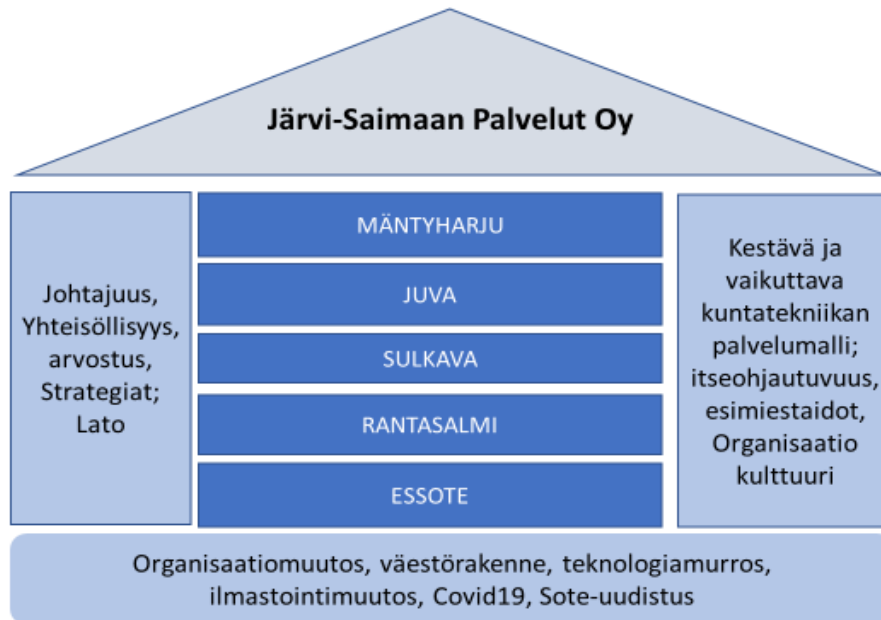 Järvi-Saimaan Palvelut Oy
Johtajuus,
Yhteisöllisyys,
arvostus,
Strategiat;
Lato
MÄNTYHARJU
JUVA
SULKAVA
RANTASALMI
ESSOTE
Kestävä ja
vaikuttava
kuntatekniikan
palvelumalli;
itseohjautuvuus,
esimiestaidot,
Organisaatio
kulttuuri
Organisaatiomuutos, väestörakenne, teknologiamurros,
ilmastointimuutos, Covid19, Sote-uudistus